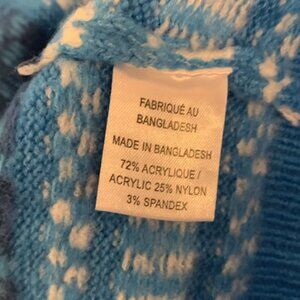 FABRIQUÉ AU
BANGLADESH
MADE IN BANGLADESH
72% ACRYLIQUE /
ACRYLIC 25% NYLON
3% SPANDEX